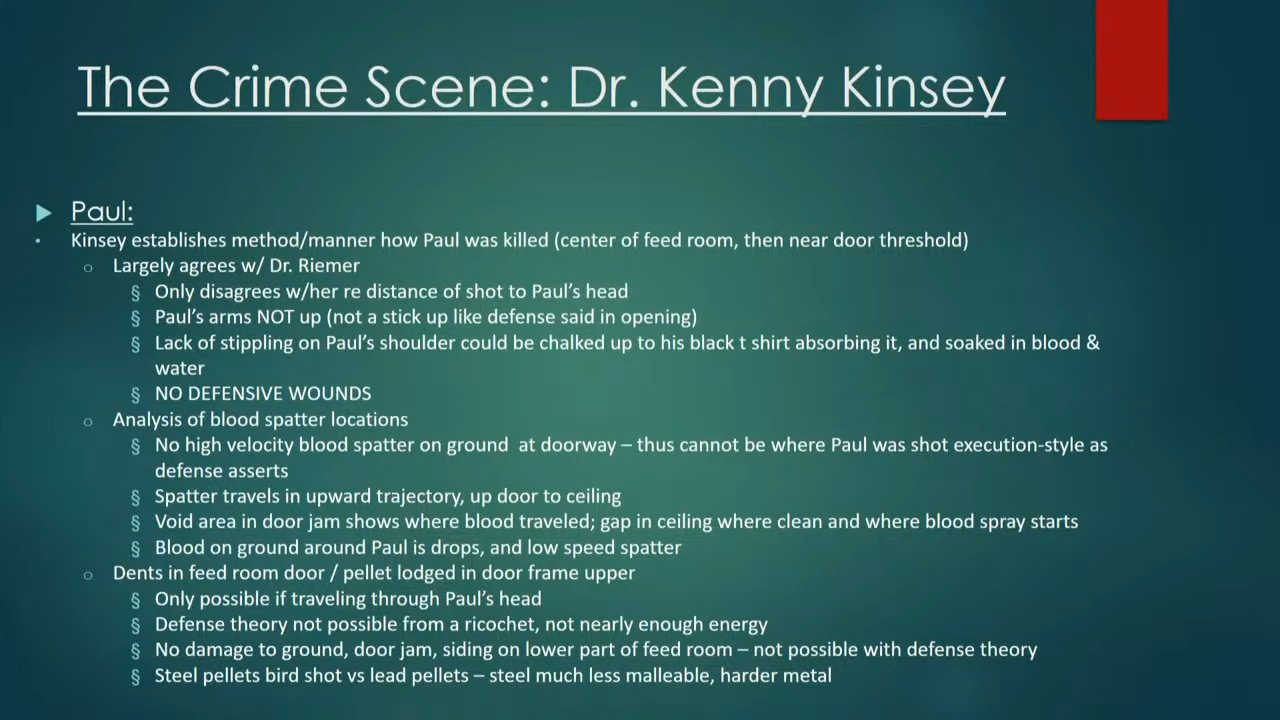 The Crime Scene: Dr. Kenny Kinsey
Paul:
Kinsey establishes method/manner how Paul was killed (center of feed room, then near door threshold)
Largely agrees w/ Dr. Riemer
Only disagrees w/her re distance of shot to Paul's head
Paul's arms NOT up (not a stick up like defense said in opening)
Lack of stippling on Paul's shoulder could be chalked up to his black t shirt absorbing it, and soaked in blood &
water
NO DEFENSIVE WOUNDS
Analysis of blood spatter locations
No high velocity blood spatter on ground at doorway – thus cannot be where Paul was shot execution-style as
defense asserts
Spatter travels in upward trajectory, up door to ceiling
Void area in door jam shows where blood traveled; gap in ceiling where clean and where blood spray starts
Blood on ground around Paul is drops, and low speed spatter
Dents in feed room door / pellet lodged in door frame upper
Only possible if traveling through Paul's head
Defense theory not possible from a ricochet, not nearly enough energy
No damage to ground, door jam, siding on lower part of feed room – not possible with defense theory
Steel pellets bird shot vs lead pellets – steel much less malleable, harder metal